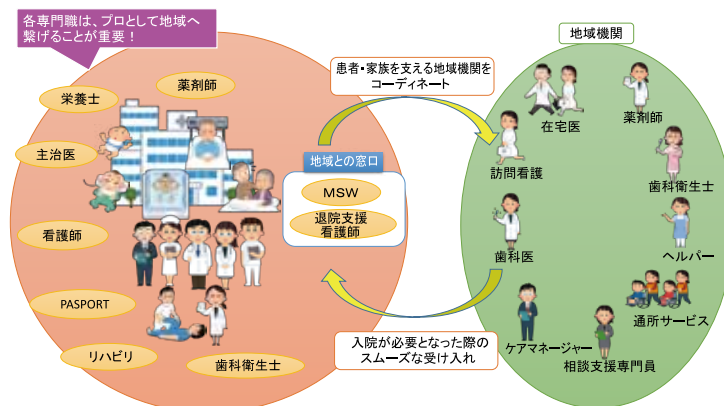 各専門職は、プロとして地域へ
繋げることが重要！
栄養士
薬剤師
主治医
看護師
PASPORT
リハビリ
歯科衛生士
地域との窓口
MSW
退院支援
看護師
患者・家族を支える地域機関を
コーディネート
入院が必要となった際の
スムーズな受け入れ
地域機関
在宅医
薬剤師
訪問看護
歯科衛生士
歯科医
ヘルパー
通所サービス
ケアマネージャー
相談支援専門員